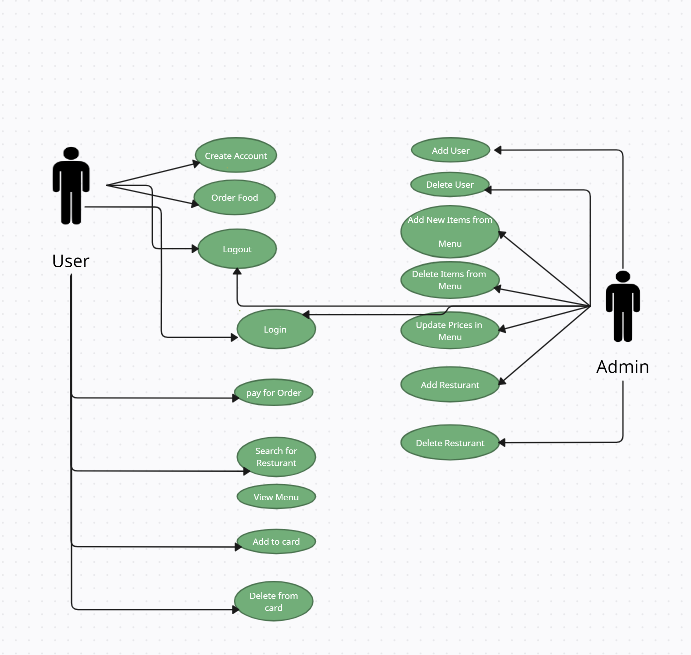 User
Create Account
Order Food
Logout
Login
pay for Order
Search for
Resturant
View Menu
Add to card
Delete from
card
Add User
Delete User
Add New Items from
Menu
Delete Items from
Menu
Update Prices in
Menu
Add Resturant
Delete Resturant
Admin